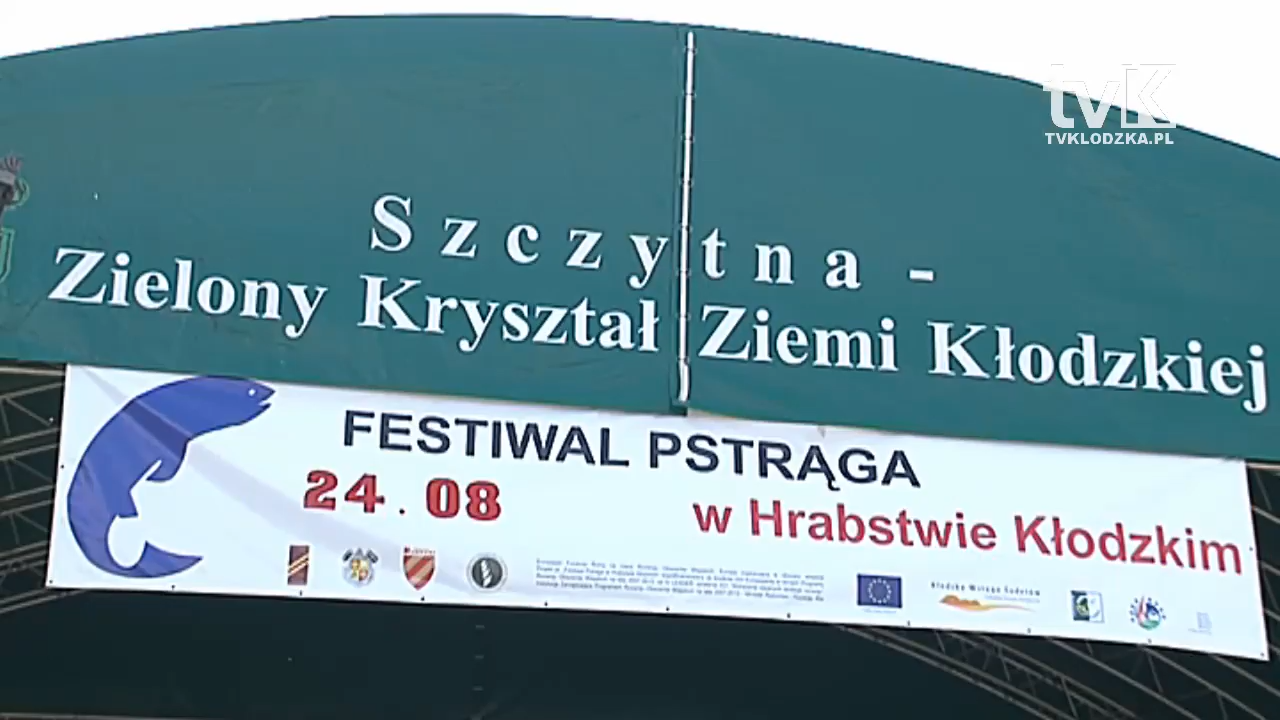 tvK
TVKLODZKA.PL
Szczytna -
Zielony Kryształ Ziemi Kłodzkiej
FESTIWAL PSTRĄGA
24.08
w Hrabstwie Kłodzkim